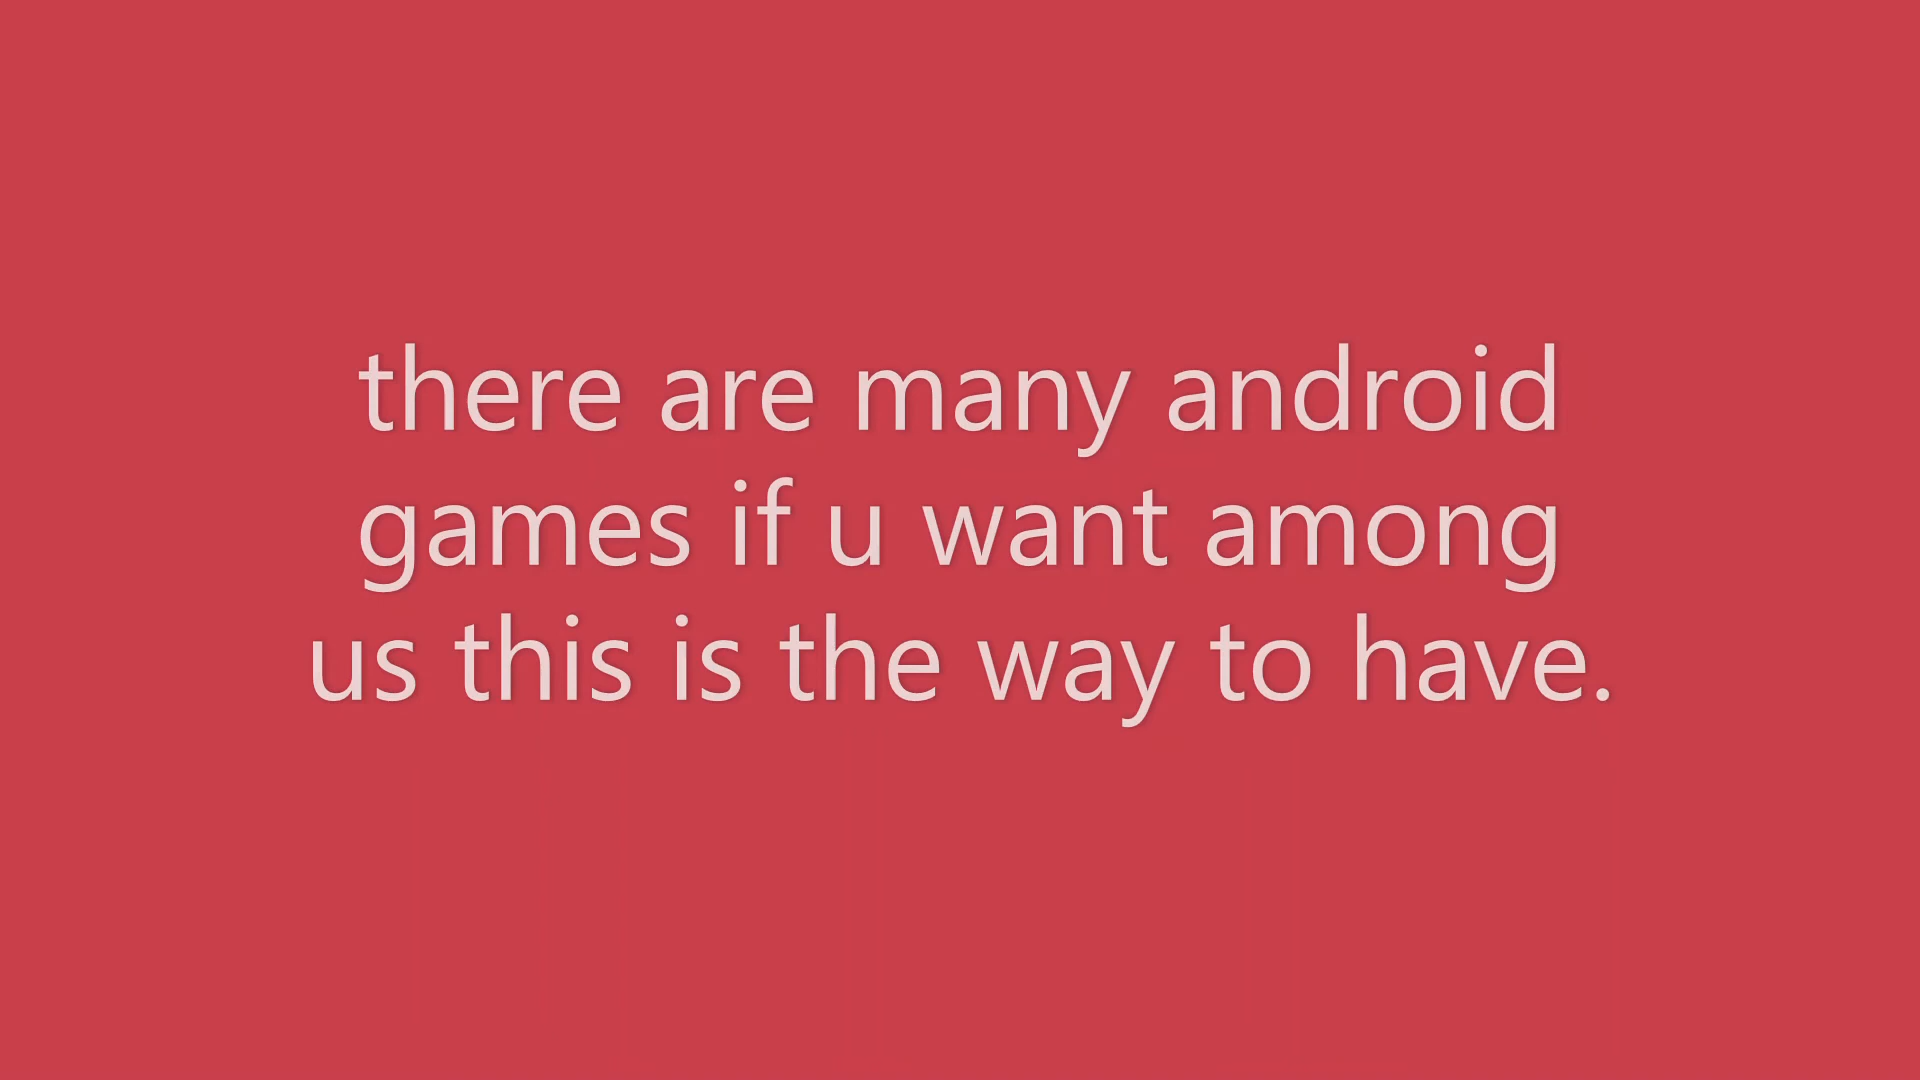 there are many android
games if u want among
us this is the way to have.